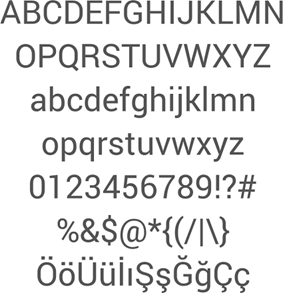 ABCDEFGHIJKLMN
OPQRSTUVWXYZ
abcdefghijklmn
opqrstuvwxyz
0123456789!?#
%&$@*{(/|\}
ÖöÜüİıŞşĞğÇç